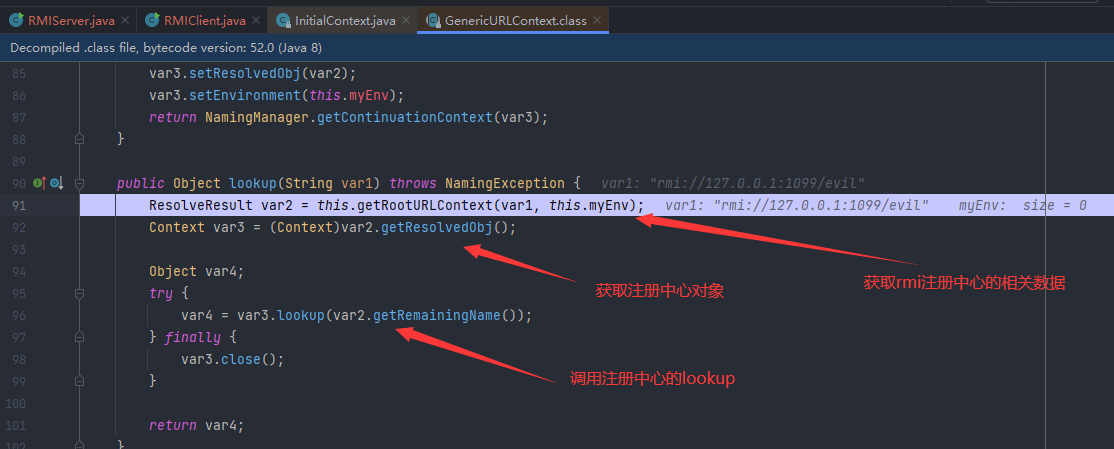 RMIServer.java × RMIClient.java × InitialContext.java × GenericURLContext.class ×
Decompiled .class file, bytecode version: 52.0 (Java 8)
85 var3.setResolvedObj(var2);
86 var3.setEnvironment(this.myEnv);
87 return NamingManager.getContinuationContext(var3);
88 }
89
90 public Object lookup(String var1) throws NamingException { var1: "rmi://127.0.0.1:1099/evil"
91 ResolveResult var2 = this.getRootURLContext(var1, this.myEnv); var1: "rmi://127.0.0.1:1099/evil" myEnv: size = 0
92 Context var3 = (Context)var2.getResolvedObj();
93
94 Object var4;
获取注册中心对象
获取rmi注册中心的相关数据
95 try {
96 var4 = var3.lookup(var2.getRemainingName());
97 } finally {
98 var3.close();
调用注册中心的lookup
99 }
100
101 return var4;
102 }